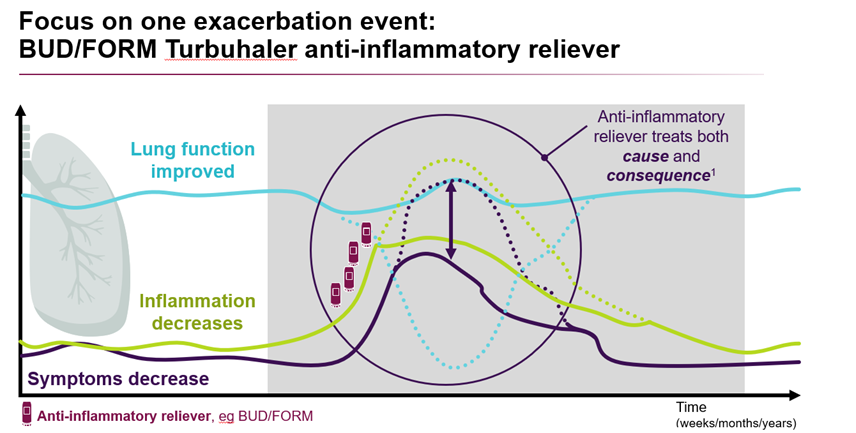 Focus on one exacerbation event:
BUD/FORM Turbuhaler anti-inflammatory reliever
Anti-inflammatory
reliever treats both
cause and
consequence¹
Lung function
improved
Inflammation
decreases
Symptoms decrease
Time
(weeks/months/years)
Anti-inflammatory reliever, eg BUD/FORM